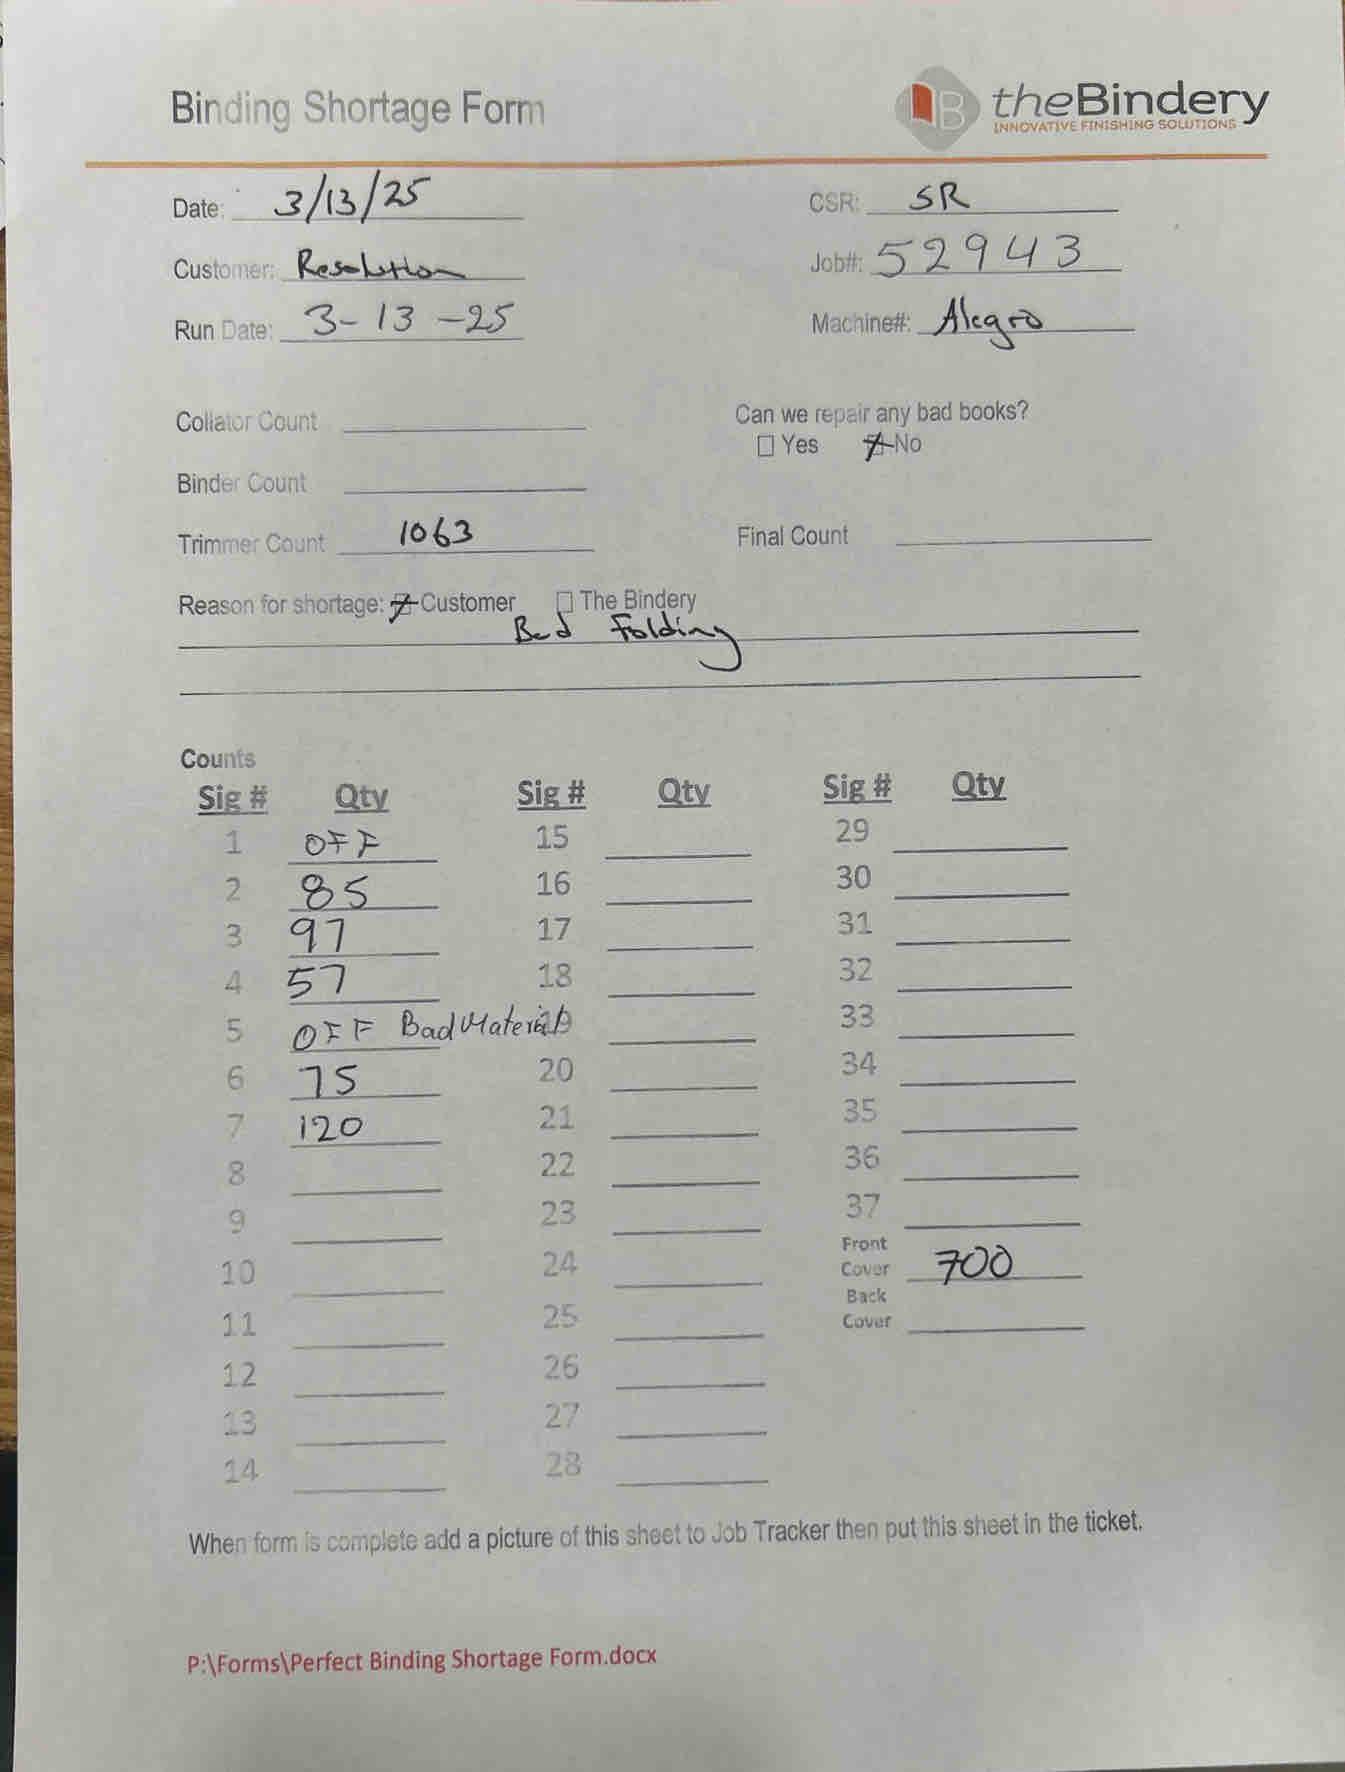 Binding Shortage Form
theBindery
INNOVATIVE FINISHING SOLUTIONS
Date: 3/13/25 CSR: SR
Customer: Resolution Job#: 52943
Run Date: 3-13-25 Machine#: Alegro
Collator Count
Can we repair any bad books?
Yes No
Binder Count
Trimmer Count 1063 Final Count
Reason for shortage: Customer The Bindery
Bad Folding
Counts
Sig # Qty Sig # Qty Sig # Qty
1 OFF 15 29
2 85 16 30
3 97 17 31
4 57 18 32
5 OFF Bad Material 19 33
6 75 20 34
7 120 21 35
8 22 36
9 23 37
10 24 Front Cover 700
11 25 Back Cover
12 26
13 27
14 28
When form is complete add a picture of this sheet to Job Tracker then put this sheet in the ticket.
P:\Forms\Perfect Binding Shortage Form.docx